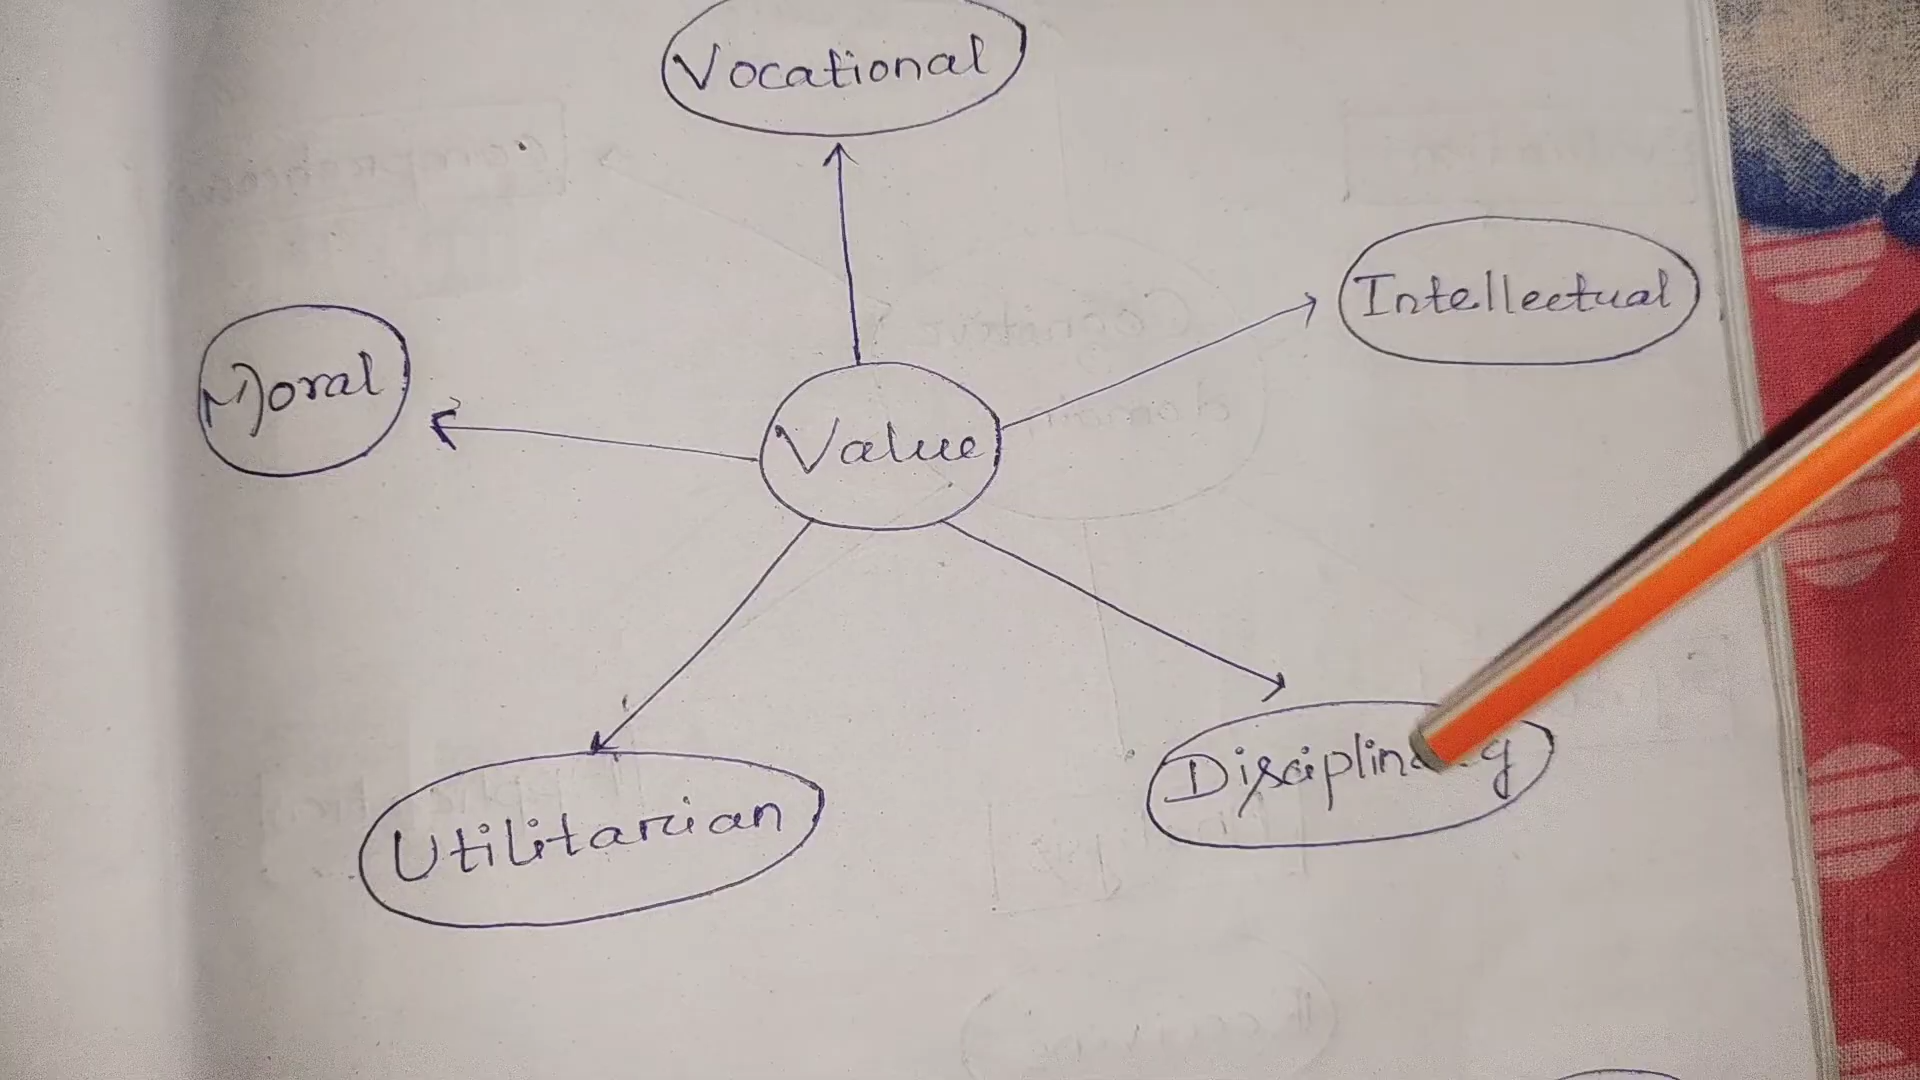 Vocational
Intellectual
Moral
Value
Utilitarian